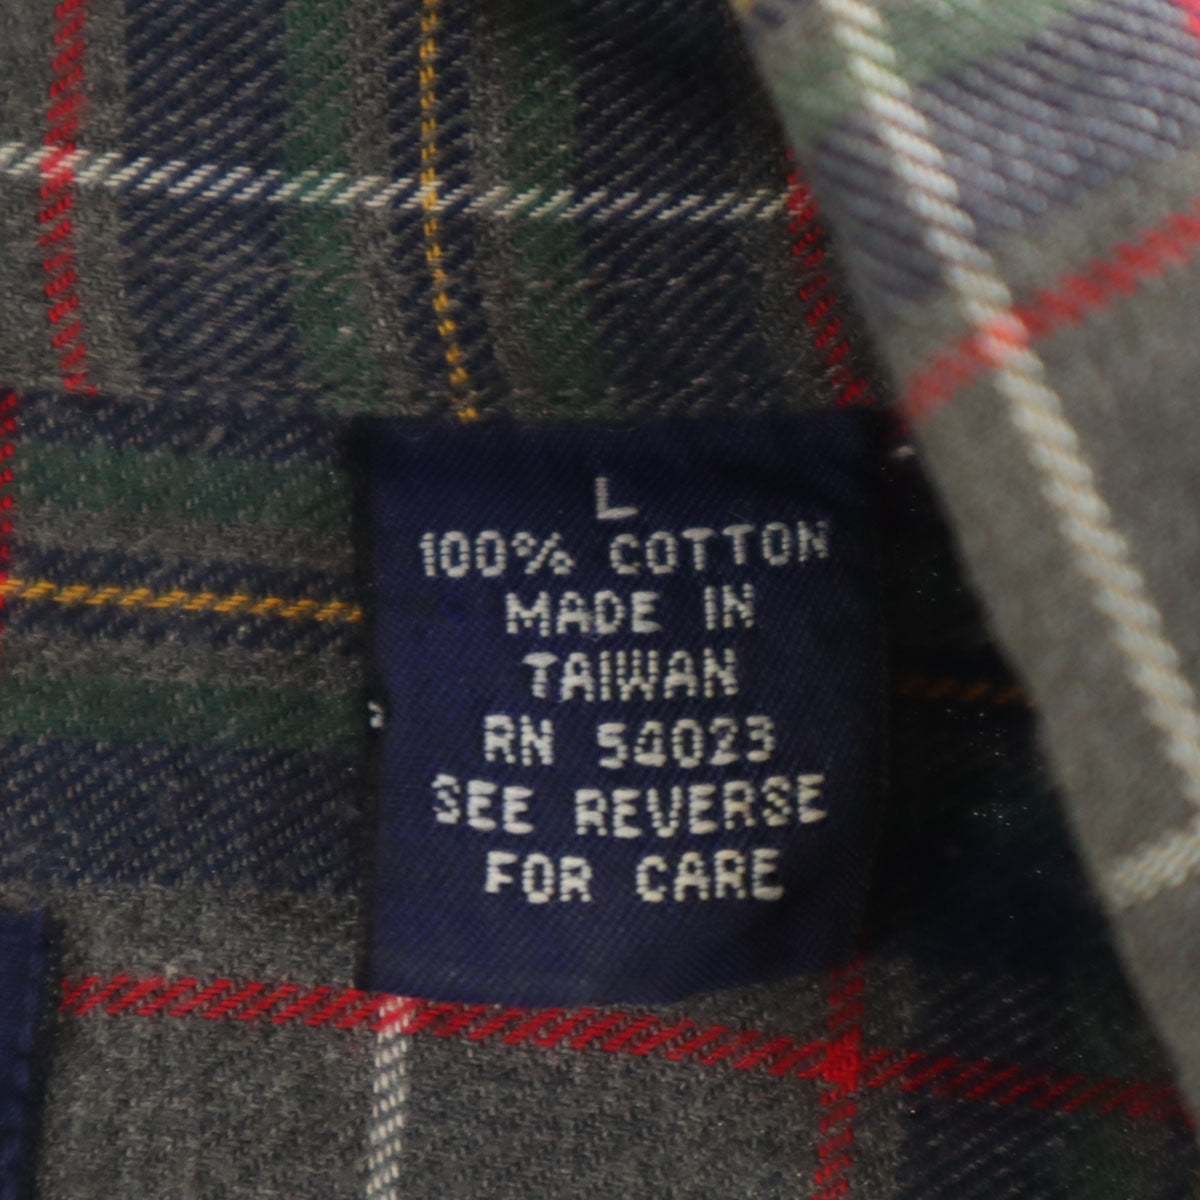 L
100% COTTON
MADE IN
TAIWAN
RN 54023
SEE REVERSE
FOR CARE